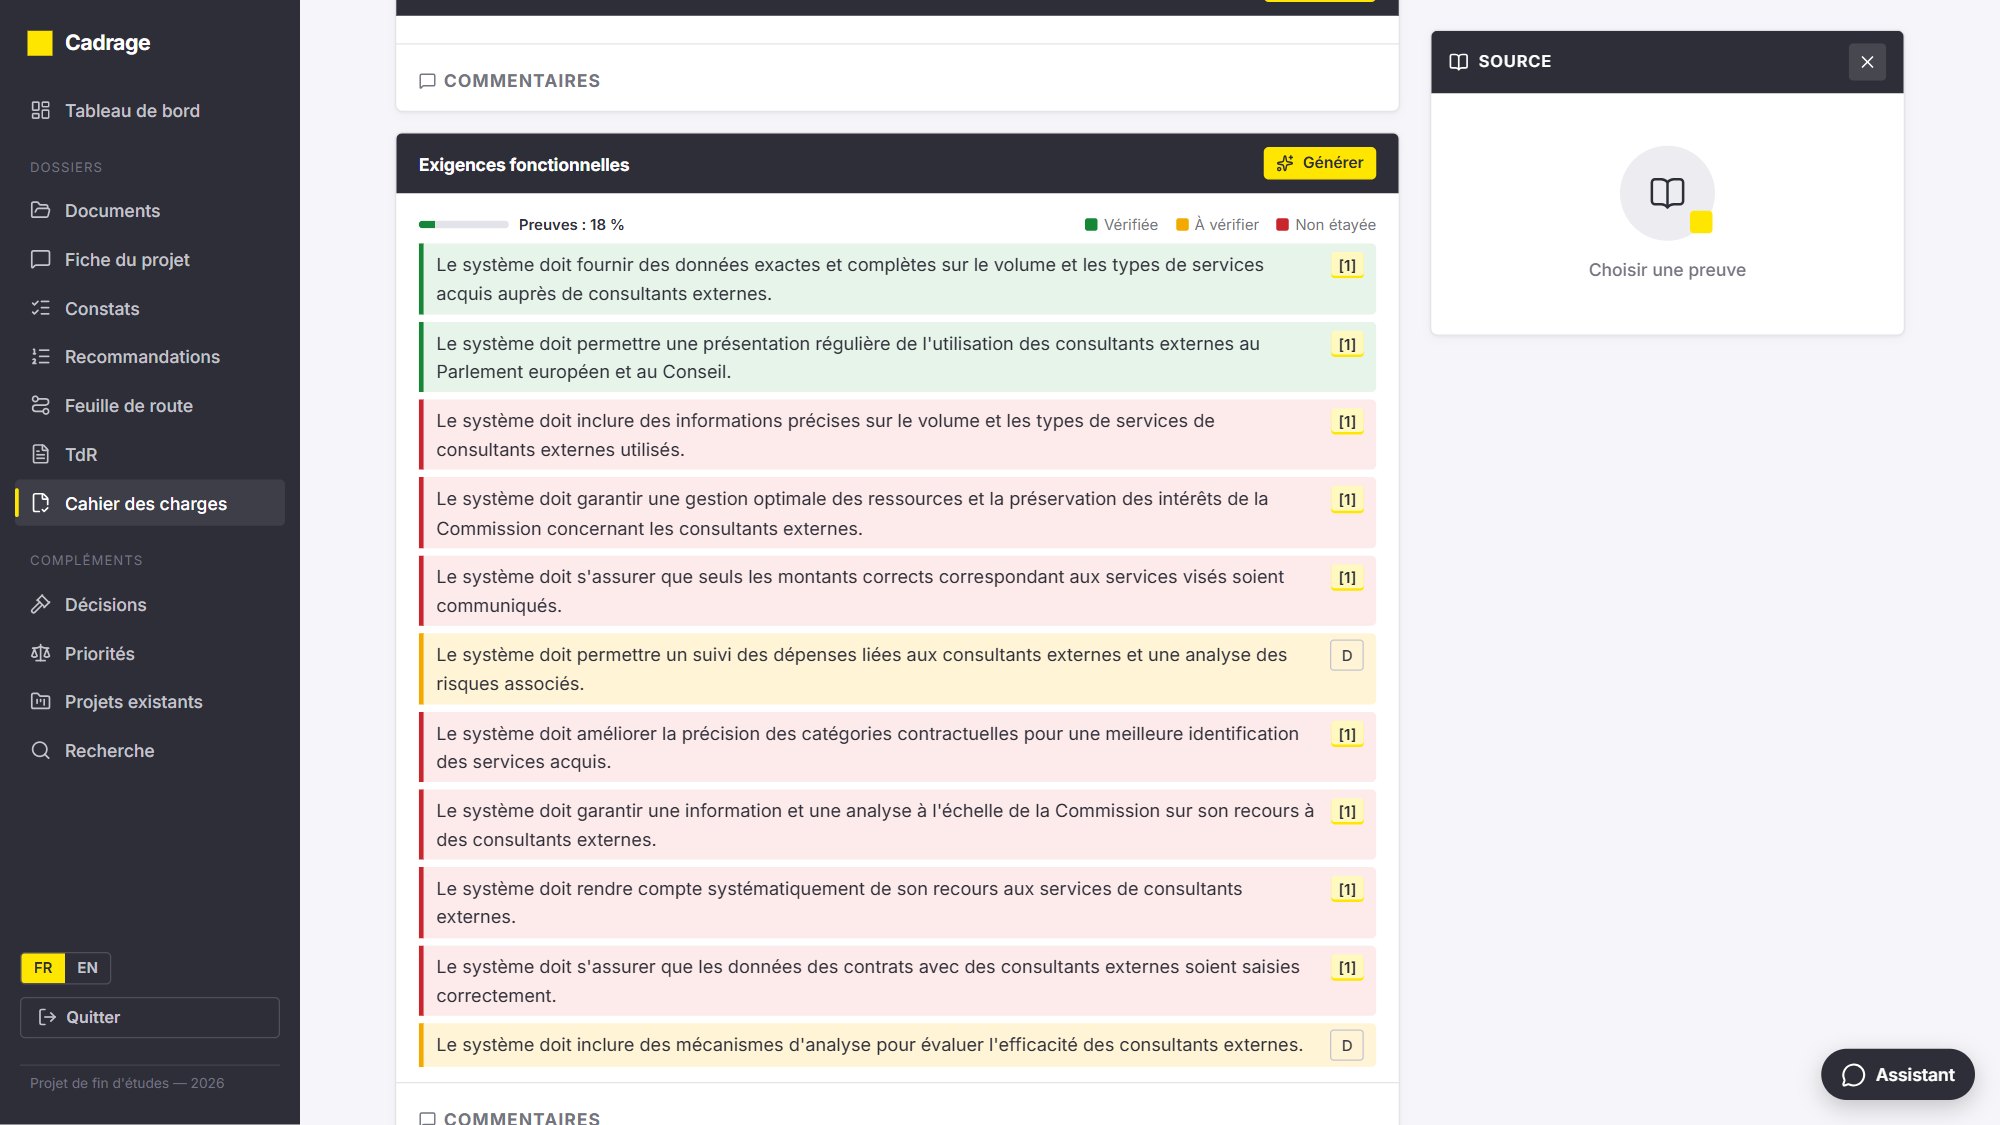 Cadrage
Tableau de bord
DOSSIERS
Documents
Fiche du projet
Constats
Recommandations
Feuille de route
TdR
Cahier des charges
COMPLÉMENTS
Décisions
Priorités
Projets existants
Recherche
FR EN
Quitter
Projet de fin d'études — 2026
COMMENTAIRES
Exigences fonctionnelles
Générer
Preuves : 18 %
Vérifiée
À vérifier
Non étayée
Le système doit fournir des données exactes et complètes sur le volume et les types de services [1]
acquis auprès de consultants externes.
Le système doit permettre une présentation régulière de l'utilisation des consultants externes au [1]
Parlement européen et au Conseil.
Le système doit inclure des informations précises sur le volume et les types de services de [1]
consultants externes utilisés.
Le système doit garantir une gestion optimale des ressources et la préservation des intérêts de la [1]
Commission concernant les consultants externes.
Le système doit s'assurer que seuls les montants corrects correspondant aux services visés soient [1]
communiqués.
Le système doit permettre un suivi des dépenses liées aux consultants externes et une analyse des D
risques associés.
Le système doit améliorer la précision des catégories contractuelles pour une meilleure identification [1]
des services acquis.
Le système doit garantir une information et une analyse à l'échelle de la Commission sur son recours à [1]
des consultants externes.
Le système doit rendre compte systématiquement de son recours aux services de consultants [1]
externes.
Le système doit s'assurer que les données des contrats avec des consultants externes soient saisies [1]
correctement.
Le système doit inclure des mécanismes d'analyse pour évaluer l'efficacité des consultants externes. D
COMMENTAIRES
SOURCE
Choisir une preuve
Assistant